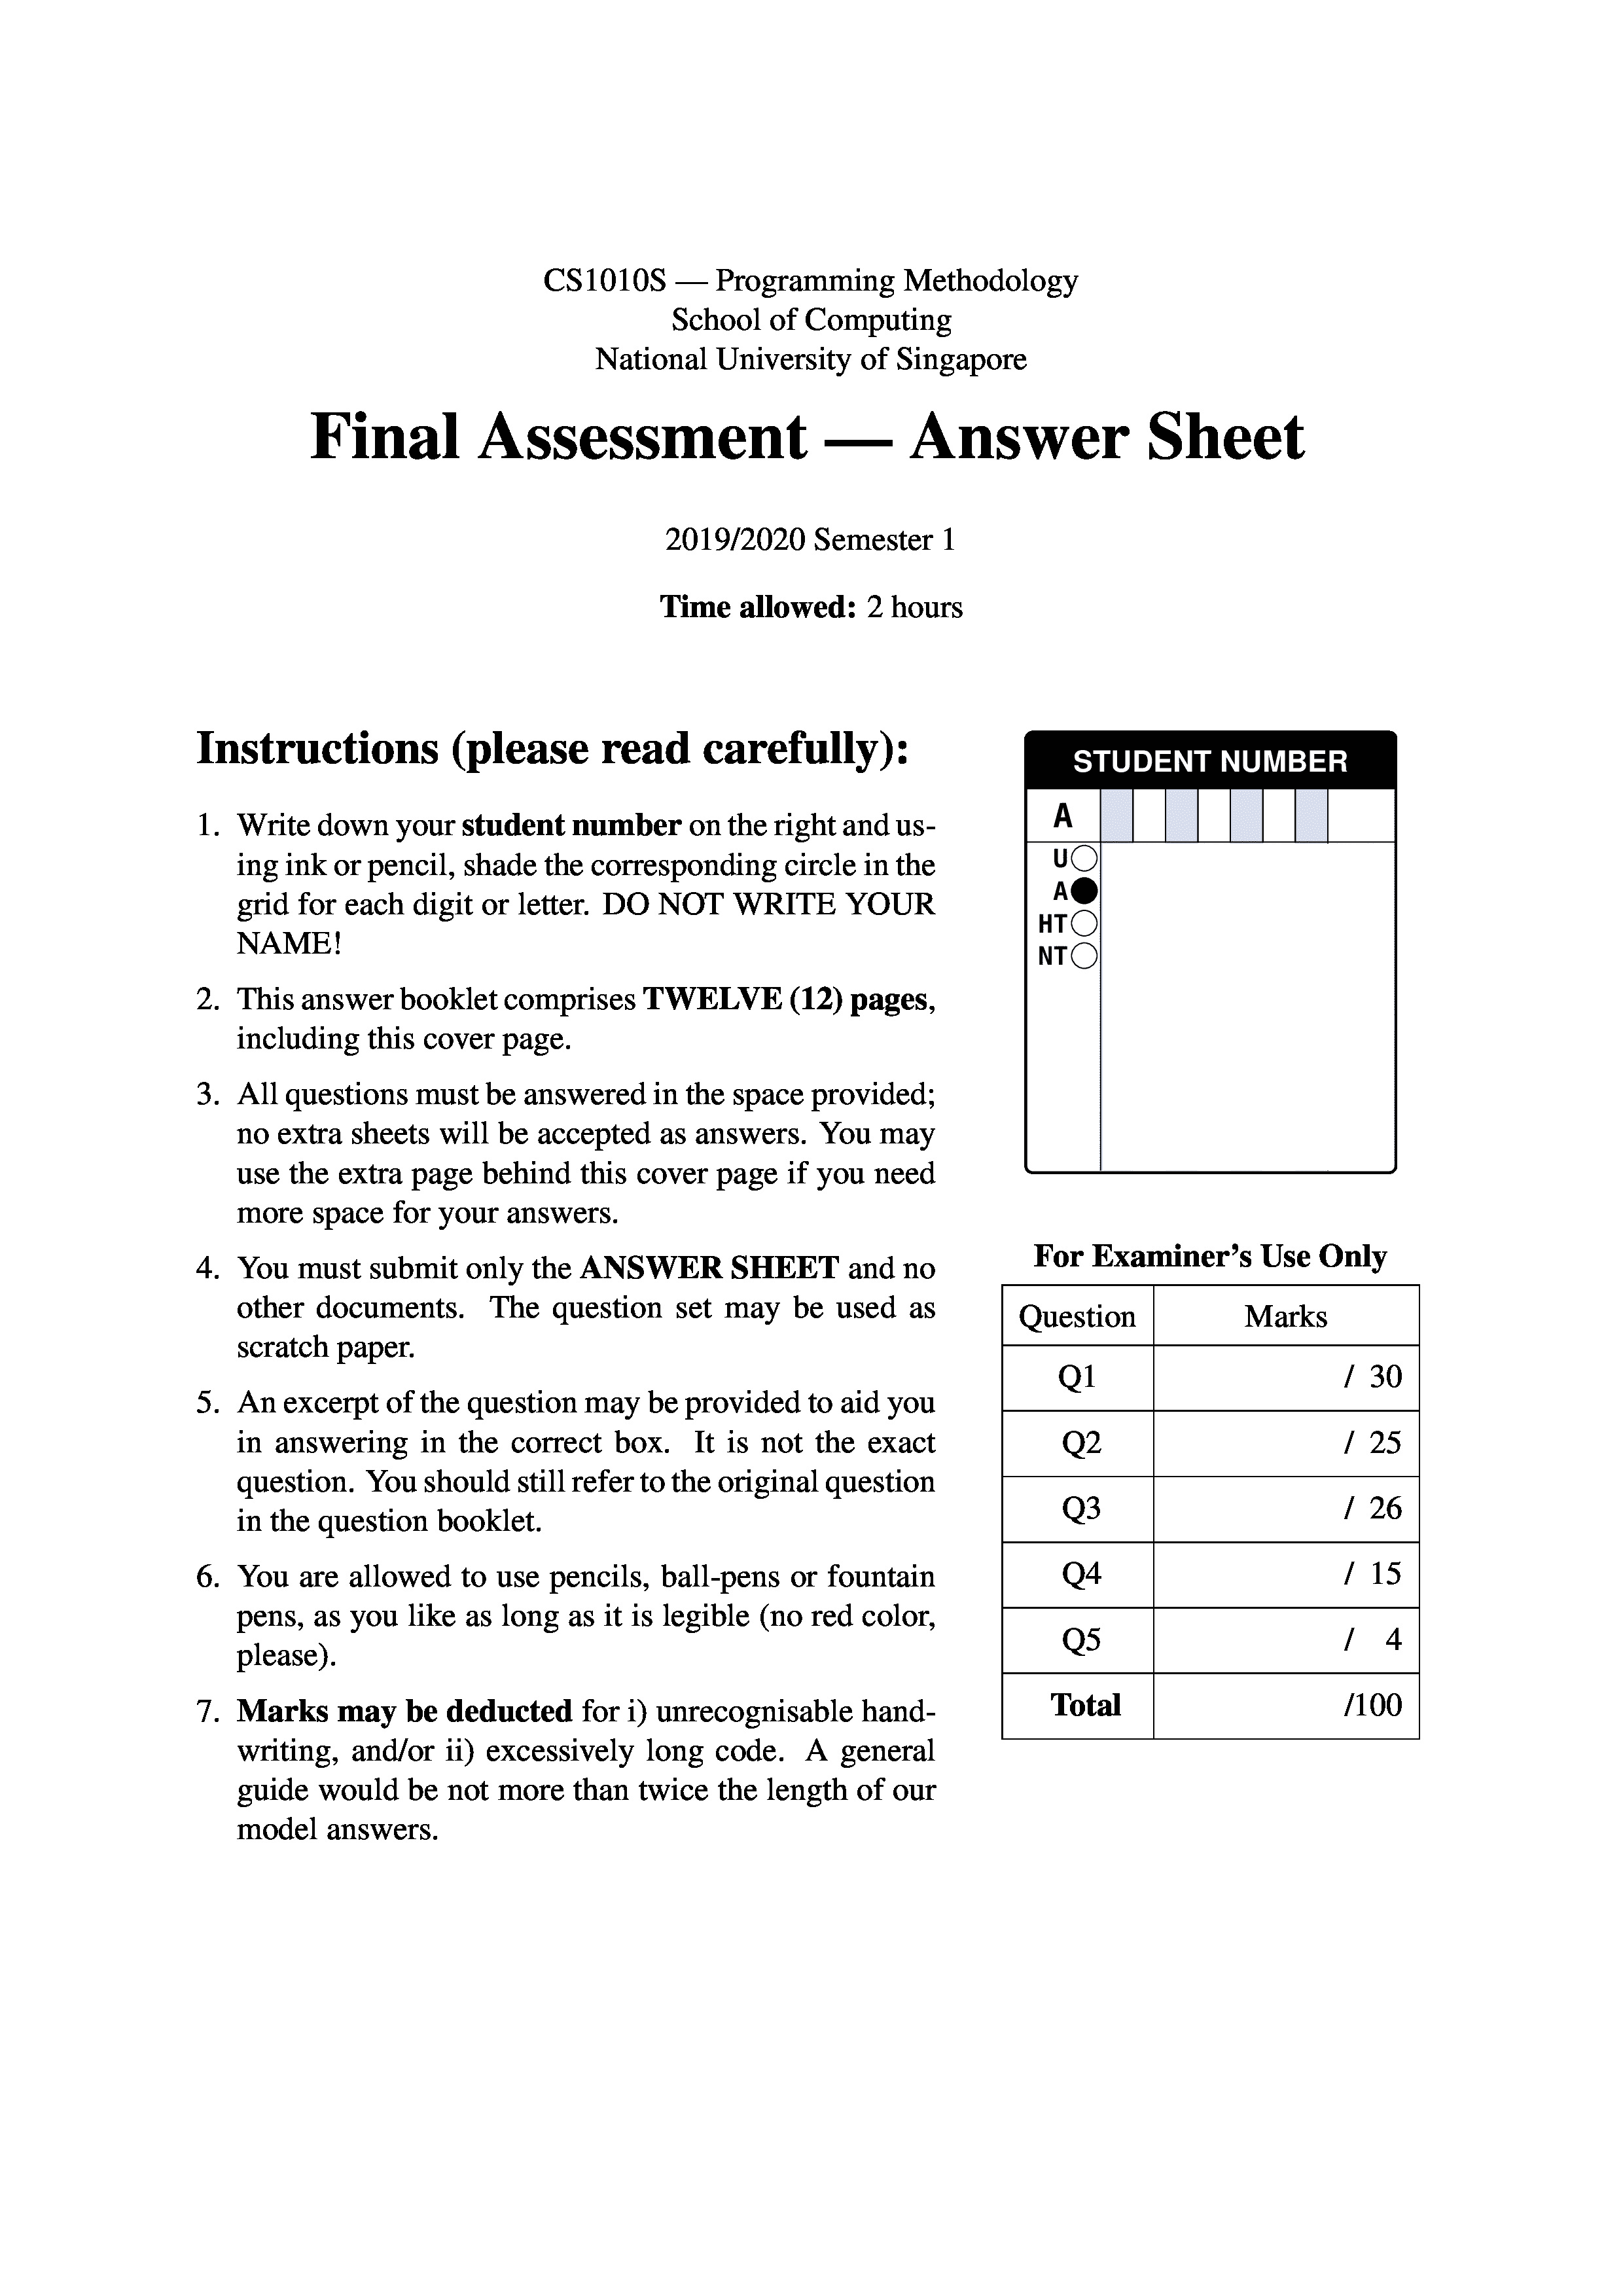 CS1010S — Programming Methodology
School of Computing
National University of Singapore
Final Assessment — Answer Sheet
2019/2020 Semester 1
Time allowed: 2 hours
Instructions (please read carefully):
1. Write down your student number on the right and us-
ing ink or pencil, shade the corresponding circle in the
grid for each digit or letter. DO NOT WRITE YOUR
NAME!
2. This answer booklet comprises TWELVE (12) pages,
including this cover page.
3. All questions must be answered in the space provided;
no extra sheets will be accepted as answers. You may
use the extra page behind this cover page if you need
more space for your answers.
4. You must submit only the ANSWER SHEET and no
other documents. The question set may be used as
scratch paper.
5. An excerpt of the question may be provided to aid you
in answering in the correct box. It is not the exact
question. You should still refer to the original question
in the question booklet.
6. You are allowed to use pencils, ball-pens or fountain
pens, as you like as long as it is legible (no red color,
please).
7. Marks may be deducted for i) unrecognisable hand-
writing, and/or ii) excessively long code. A general
guide would be not more than twice the length of our
model answers.
STUDENT NUMBER
A
U
A
HT
NT
For Examiner's Use Only
Question Marks
Q1 / 30
Q2 / 25
Q3 / 26
Q4 / 15
Q5 / 4
Total /100